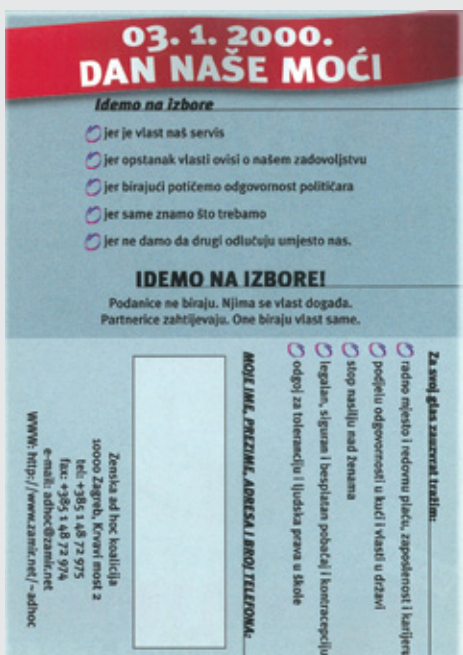 03. 1. 2000.
DAN NAŠE MOĆI
Idemo na izbore
jer je vlast naš servis
jer opstanak vlasti ovisi o našem zadovoljstvu
jer birajući potičemo odgovornost političara
jer same znamo što trebamo
jer ne damo da drugi odlučuju umjesto nas.
IDEMO NA IZBORE!
Podanice ne biraju. Njima se vlast događa.
Partnerice zahtijevaju. One biraju vlast same.
Za svoj glas zauzvrat tražim:
radno mjesto i redovnu plaću, zaposlenost i karijeru
podjelu odgovornosti u kući i vlasti u državi
stop nasilju nad ženama
legalan, siguran i besplatan pobačaj i kontracepciju
odgoj za toleranciju i ljudska prava u škole
MOJE IME, PREZIME, ADRESA I BROJ TELEFONA:
Ženska ad hoc koalicija
10000 Zagreb, Krvavi most 2
tel: +385 1 48 72 975
fax: +385 1 48 72 974
e-mail: adhoc@zamir.net
WWW: http://www.zamir.net/~adhoc